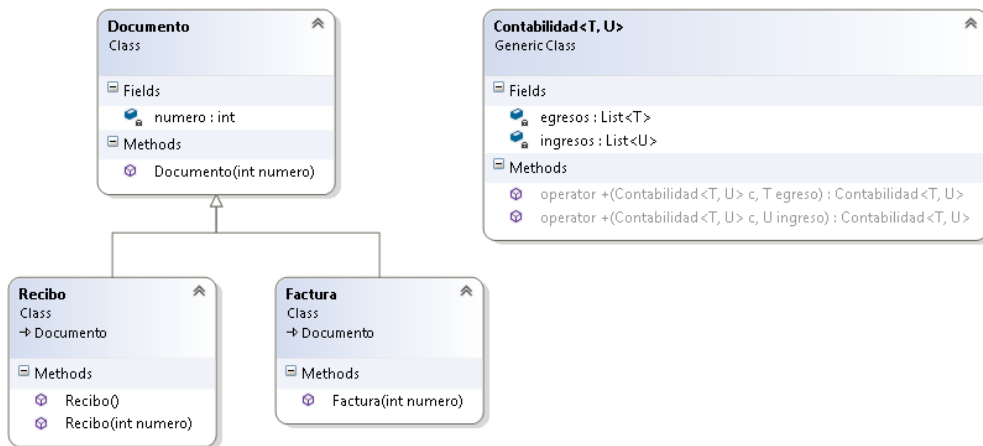 Documento
Class
Fields
numero : int
Methods
Documento(int numero)
Contabilidad<T, U>
Generic Class
Fields
egresos : List<T>
ingresos : List<U>
Methods
operator +(Contabilidad<T, U> c, T egreso) : Contabilidad<T, U>
operator +(Contabilidad<T, U> c, U ingreso) : Contabilidad<T, U>
Recibo
Class
Documento
Methods
Recibo()
Recibo(int numero)
Factura
Class
Documento
Methods
Factura(int numero)